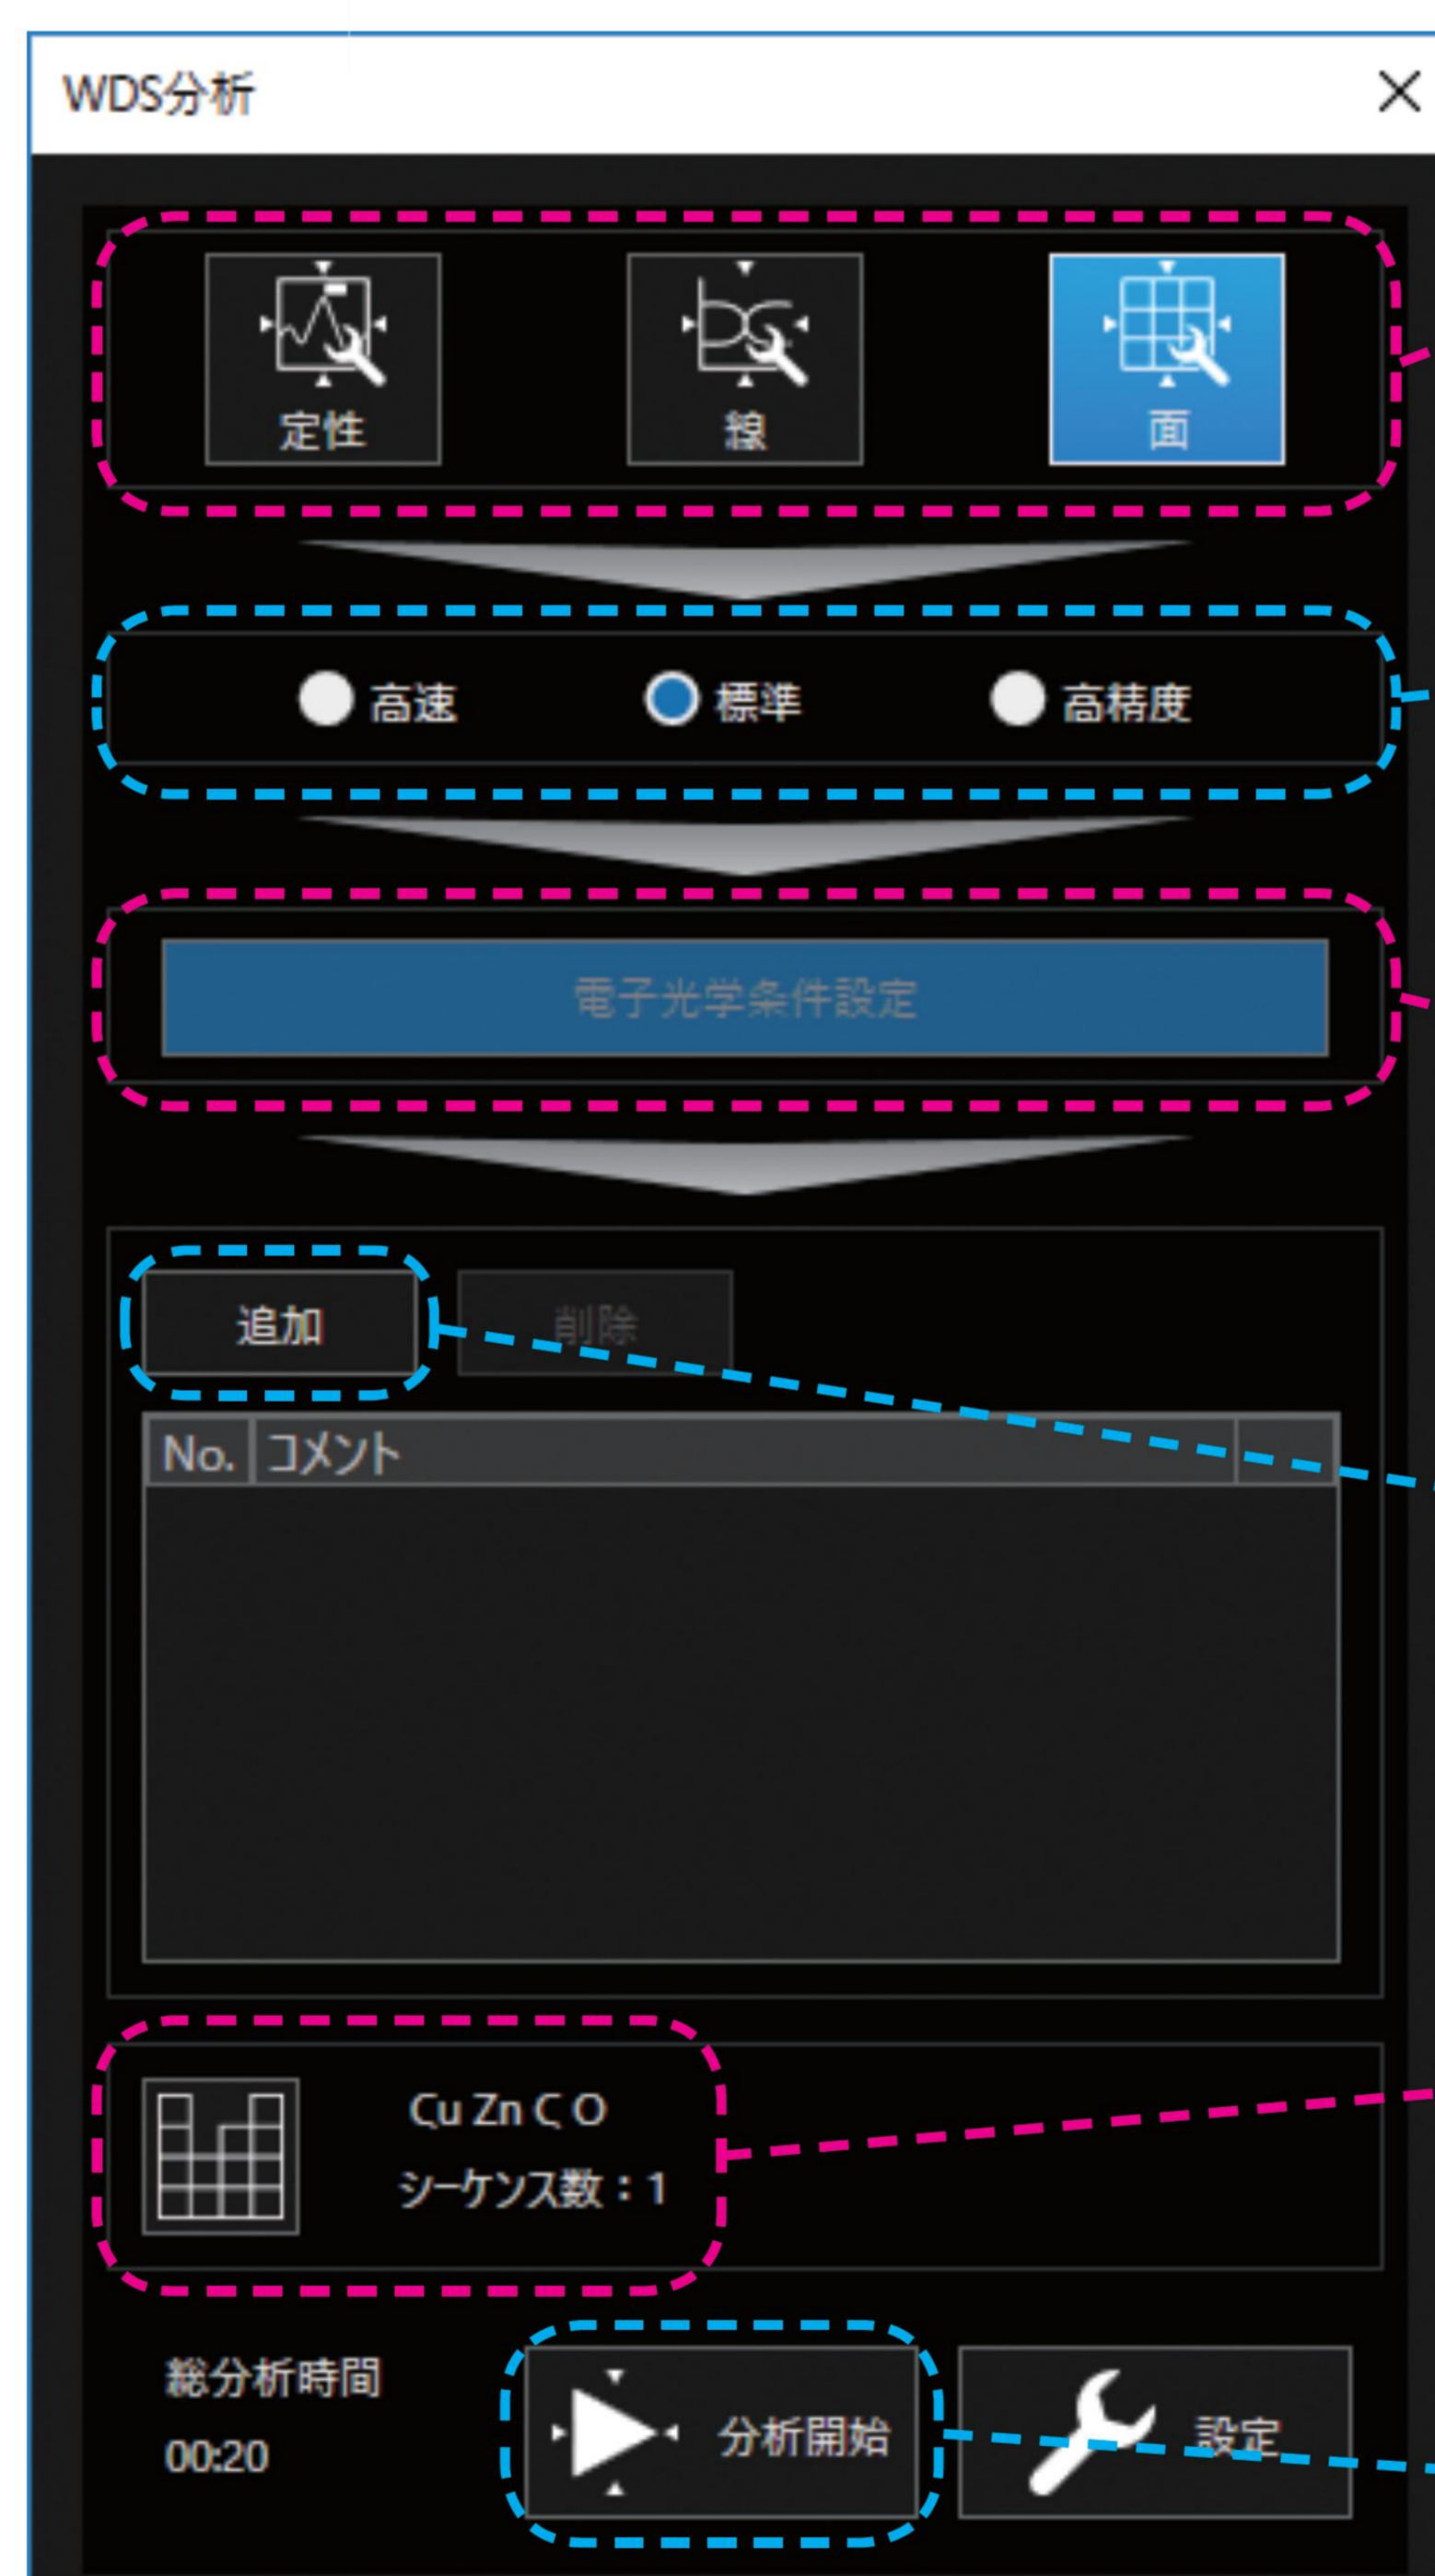 WDS分析
定性
線
面
高速
標準
高精度
電子光学条件設定
追加
削除
No. コメント
Cu Zn C O
シーケンス数：1
総分析時間
00:20
分析開始
設定